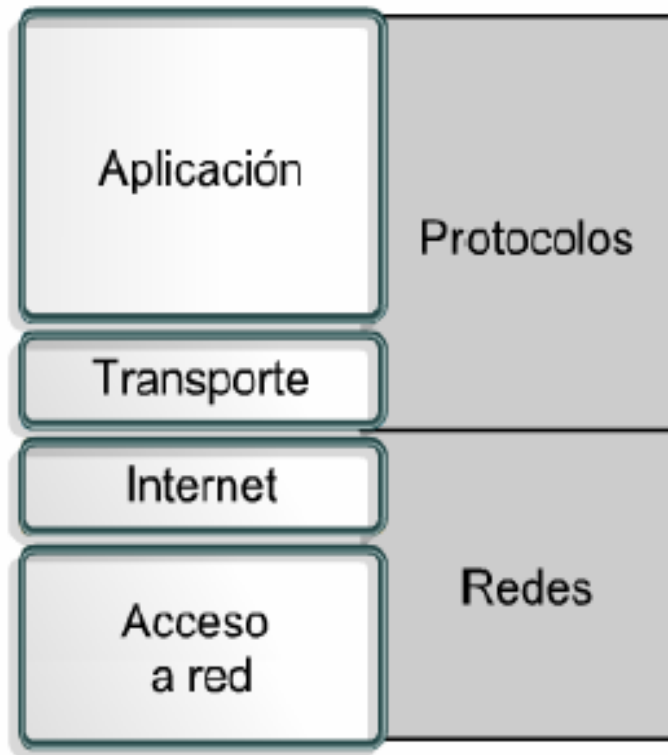 Aplicación
Protocolos
Transporte
Internet
Acceso
a red
Redes